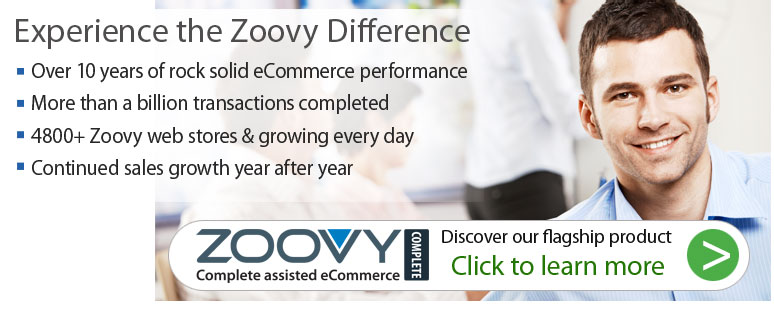 Experience the Zoovy Difference
Over 10 years of rock solid eCommerce performance
More than a billion transactions completed
4800+ Zoovy web stores & growing every day
Continued sales growth year after year
ZOOVY COMPLETE
Complete assisted eCommerce
Discover our flagship product
Click to learn more
>